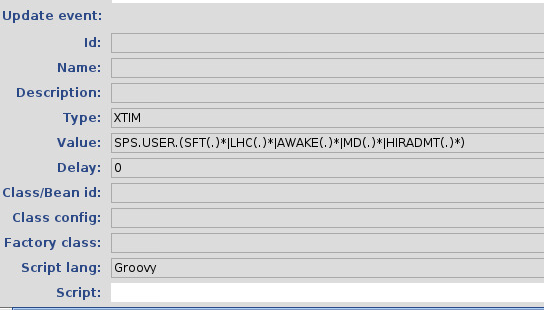 Update event:
Id:
Name:
Description:
Type: XTIM
Value: SPS.USER.(SFT(.)*|LHC(.)*|AWAKE(.)*|MD(.)*|HIRADMT(.)*)
Delay: 0
Class/Bean id:
Class config:
Factory class:
Script lang: Groovy
Script: